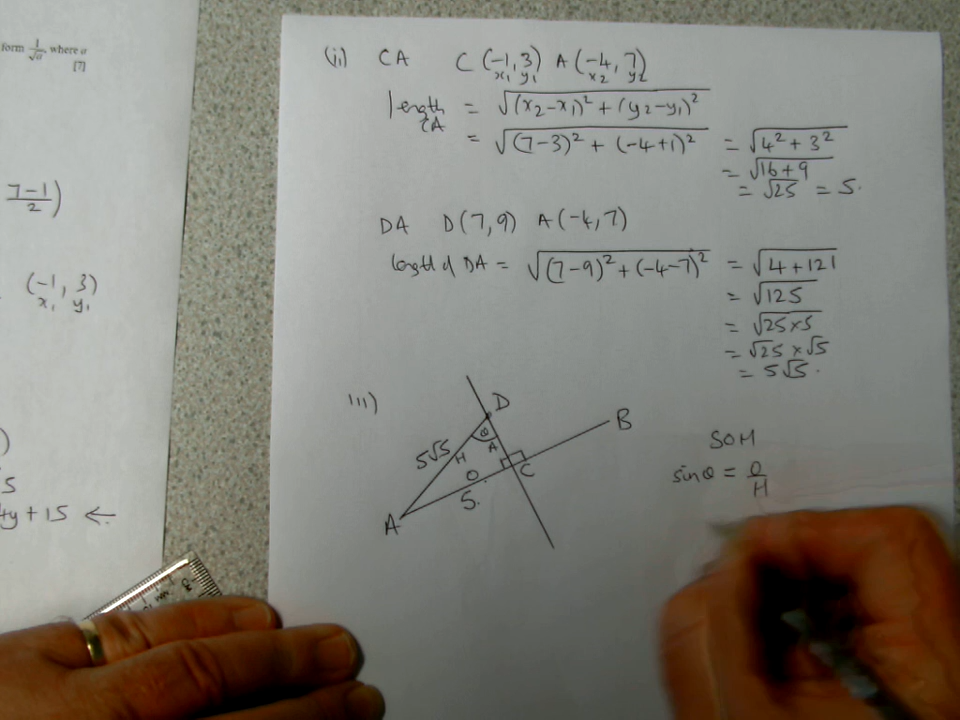 form 1/√a, where a
[7]
7-1/2)
(-1, 3)
x₁ y₁
)
5
4y + 15 ←
(ii) CA C (-1, 3) A (-4, 7)
x₁ y₁ x₂ y₂
length CA = √(x₂-x₁)² + (y₂-y₁)²
= √(7-3)² + (-4+1)² = √4² + 3²
= √16 + 9
= √25 = 5.
DA D(7, 9) A(-4, 7)
length of DA = √(7-9)² + (-4-7)² = √4 + 121
= √125
= √25×5
= √25 × √5
= 5√5.
iii)
D
B
θ
5√5
H
A
O
C
5.
A
SOH
sinθ = O/H